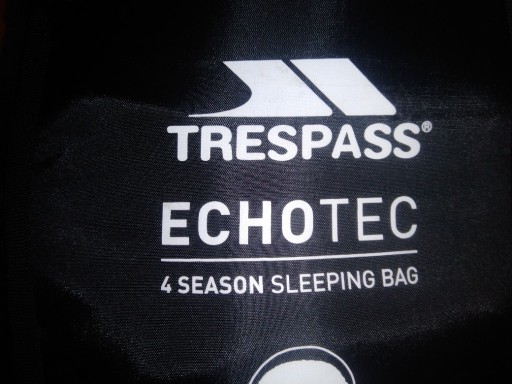 TRESPASS®
ECHOTEC
4 SEASON SLEEPING BAG